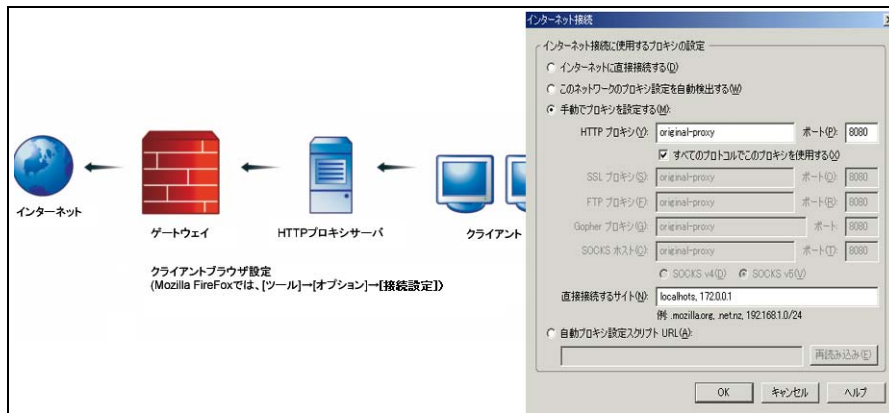 インターネット
ゲートウェイ
HTTPプロキシサーバ
クライアント
クライアントブラウザ設定
(Mozilla FireFoxでは、[ツール]→[オプション]→[接続設定])
インターネット接続
インターネット接続に使用するプロキシの設定
インターネットに直接接続する(D)
このネットワークのプロキシ設定を自動検出する(W)
手動でプロキシを設定する(M):
HTTP プロキシ(Y): original-proxy ポート(P): 8080
すべてのプロトコルでこのプロキシを使用する(X)
SSL プロキシ(S): original-proxy ポート(O): 8080
FTP プロキシ(F): original-proxy ポート(R): 8080
Gopher プロキシ(G): original-proxy ポート: 8080
SOCKS ホスト(C): original-proxy ポート(T): 8080
SOCKS v4(D) SOCKS v5(V)
直接接続するサイト(N): localhots, 172.0.0.1
例: .mozilla.org, .net.nz, 192.168.1.0/24
自動プロキシ設定スクリプト URL(A):
再読み込み(E)
OK キャンセル ヘルプ